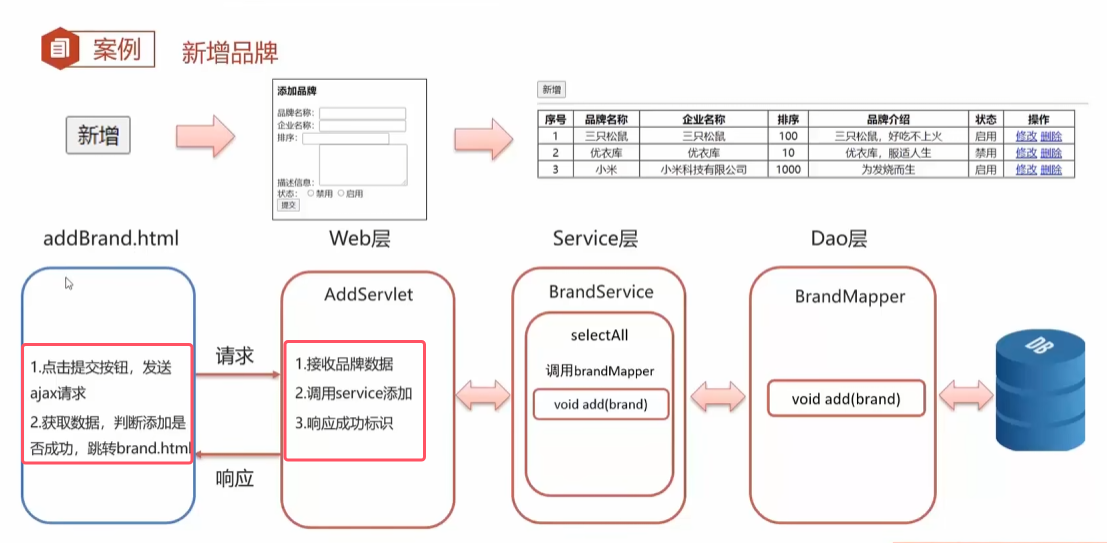 案例 新增品牌
新增
添加品牌
品牌名称：
企业名称：
排序：
描述信息：
状态： 禁用 启用
提交
新增
序号 品牌名称 企业名称 排序 品牌介绍 状态 操作
1 三只松鼠 三只松鼠 100 三只松鼠，好吃不上火 启用 修改 删除
2 优衣库 优衣库 10 优衣库，服适人生 禁用 修改 删除
3 小米 小米科技有限公司 1000 为发烧而生 启用 修改 删除
addBrand.html
Web层
Service层
Dao层
1.点击提交按钮，发送
ajax请求
2.获取数据，判断添加是
否成功，跳转brand.html
请求
响应
AddServlet
1.接收品牌数据
2.调用service添加
3.响应成功标识
BrandService
selectAll
调用brandMapper
void add(brand)
BrandMapper
void add(brand)
DB